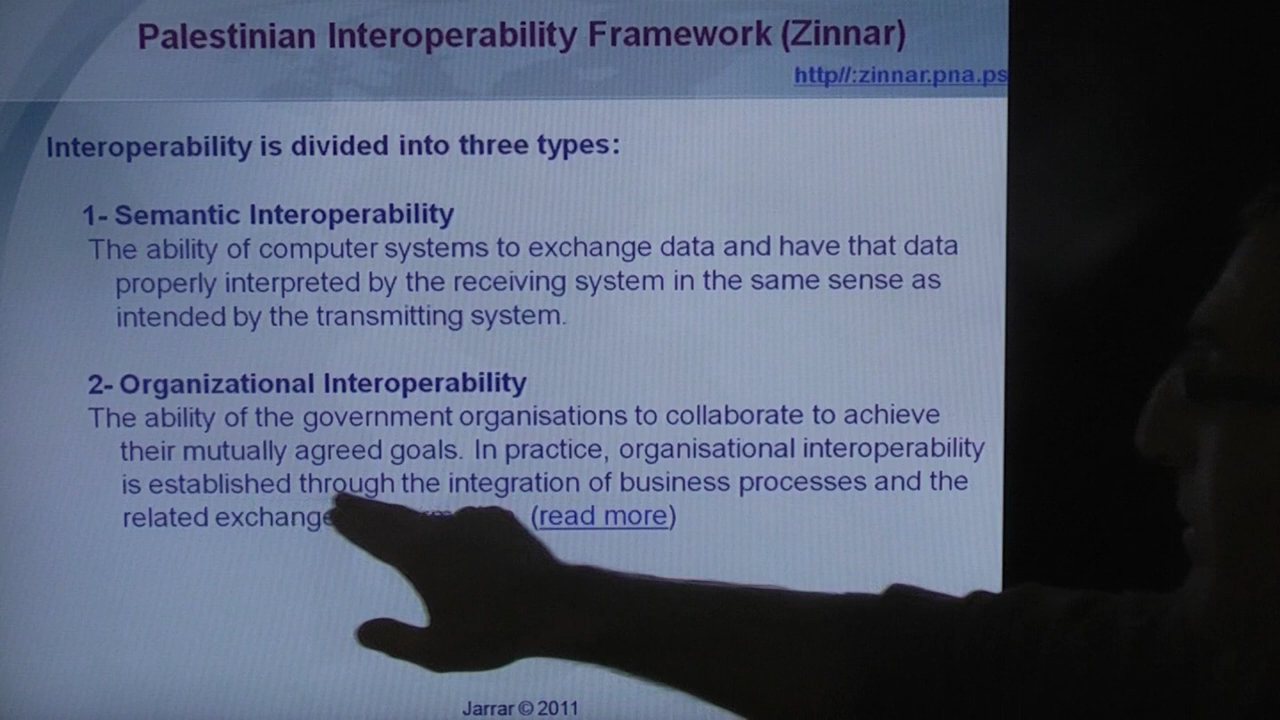 Palestinian Interoperability Framework (Zinnar)
http//:zinnar.pna.ps
Interoperability is divided into three types:
1- Semantic Interoperability
The ability of computer systems to exchange data and have that data
properly interpreted by the receiving system in the same sense as
intended by the transmitting system.
2- Organizational Interoperability
The ability of the government organisations to collaborate to achieve
their mutually agreed goals. In practice, organisational interoperability
is established through the integration of business processes and the
related exchange (read more)
Jarrar © 2011